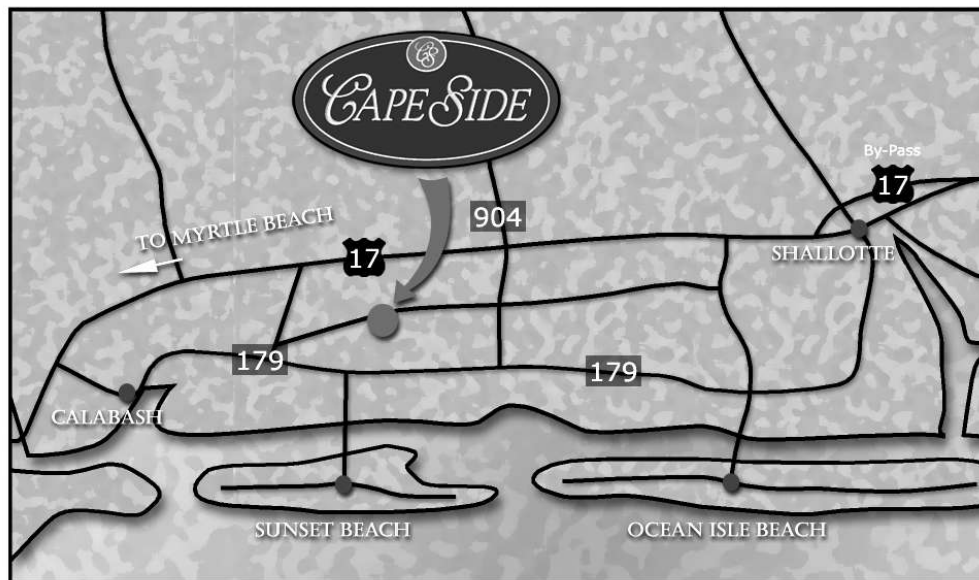 CS
CAPE SIDE
By-Pass
17
904
TO MYRTLE BEACH
17
SHALLOTTE
179
179
CALABASH
SUNSET BEACH
OCEAN ISLE BEACH